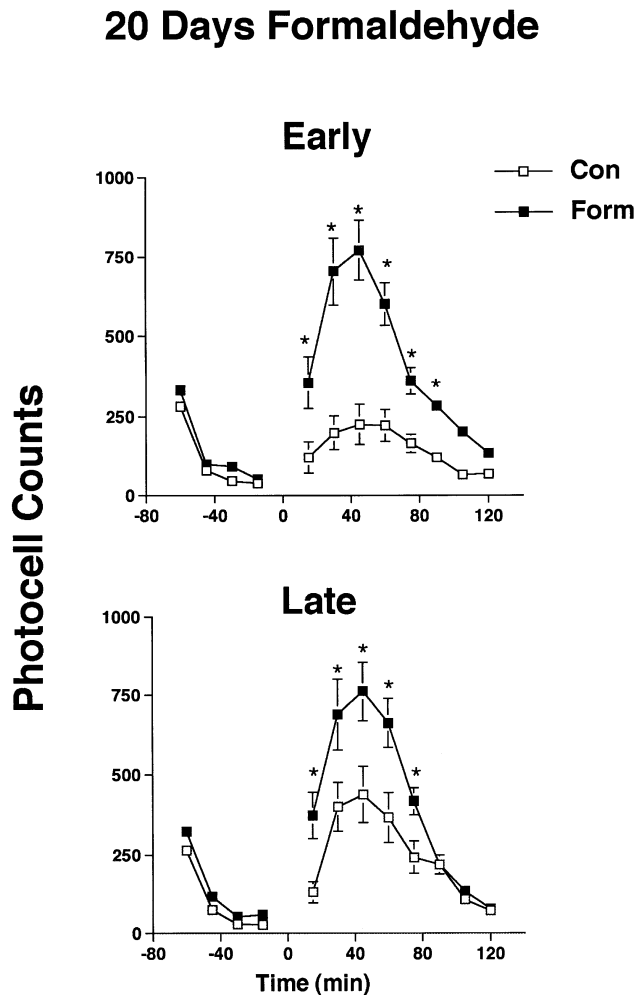 20 Days Formaldehyde
Early
Con
Form
Photocell Counts
1000
750
500
250
0
-80 -40 0 40 80 120
* * * * * *
Late
1000
750
500
250
0
-80 -40 0 40 80 120
* * * * *
Time (min)